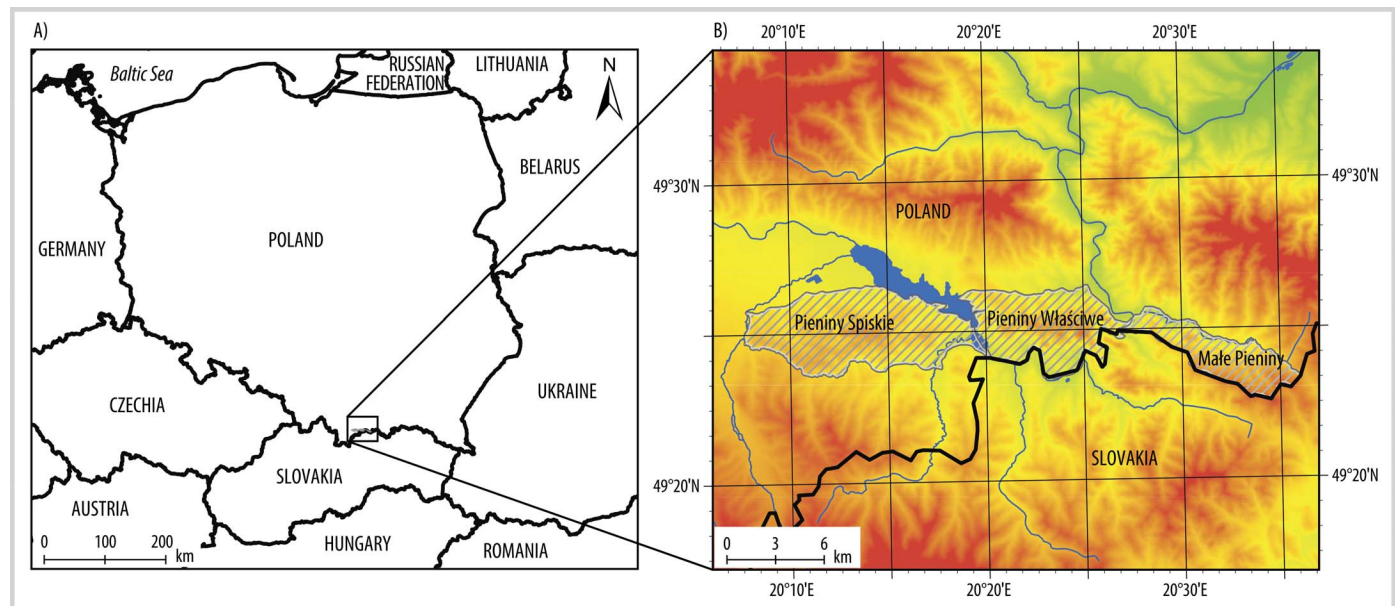 A)
Baltic Sea
RUSSIAN
FEDERATION
LITHUANIA
N
BELARUS
GERMANY
POLAND
UKRAINE
CZECHIA
SLOVAKIA
AUSTRIA
HUNGARY
ROMANIA
0 100 200
km
B)
20°10'E 20°20'E 20°30'E
49°30'N
49°30'N
POLAND
Pieniny Spiskie
Pieniny Właściwe
Małe Pieniny
SLOVAKIA
49°20'N
49°20'N
0 3 6
km
20°10'E 20°20'E 20°30'E